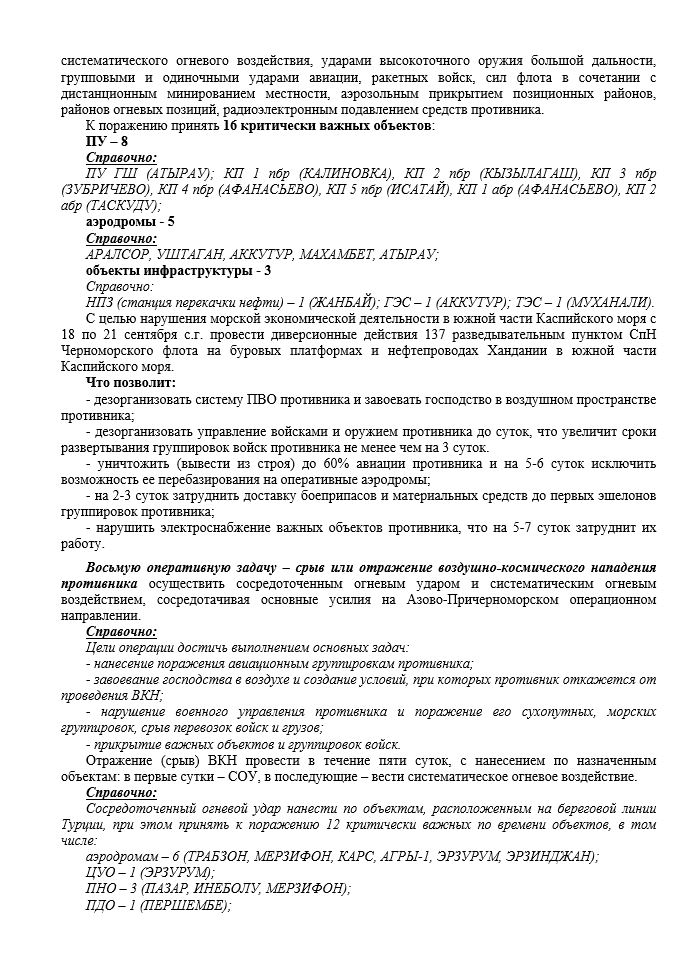 систематического огневого воздействия, ударами высокоточного оружия большой дальности,
групповыми и одиночными ударами авиации, ракетных войск, сил флота в сочетании с
дистанционным минированием местности, аэрозольным прикрытием позиционных районов,
районов огневых позиций, радиоэлектронным подавлением средств противника.
К поражению принять 16 критически важных объектов:
ПУ – 8
Справочно:
ПУ ГШ (АТЫРАУ); КП 1 пбр (КАЛИНОВКА), КП 2 пбр (КЫЗЫЛАГАШ), КП 3 пбр
(ЗУБРИЧЕВО), КП 4 пбр (АФАНАСЬЕВО), КП 5 пбр (ИСАТАЙ), КП 1 абр (АФАНАСЬЕВО), КП 2
абр (ТАСКУДУ);
аэродромы - 5
Справочно:
АРАЛСОР, УШТАГАН, АККУТУР, МАХАМБЕТ, АТЫРАУ;
объекты инфраструктуры - 3
Справочно:
НПЗ (станция перекачки нефти) – 1 (ЖАНБАЙ); ГЭС – 1 (АККУТУР); ТЭС – 1 (МУХАНАЛИ).
С целью нарушения морской экономической деятельности в южной части Каспийского моря с
18 по 21 сентября с.г. провести диверсионные действия 137 разведывательным пунктом СпН
Черноморского флота на буровых платформах и нефтепроводах Хандании в южной части
Каспийского моря.
Что позволит:
- дезорганизовать систему ПВО противника и завоевать господство в воздушном пространстве
противника;
- дезорганизовать управление войсками и оружием противника до суток, что увеличит сроки
развертывания группировок войск противника не менее чем на 3 суток.
- уничтожить (вывести из строя) до 60% авиации противника и на 5-6 суток исключить
возможность ее перебазирования на оперативные аэродромы;
- на 2-3 суток затруднить доставку боеприпасов и материальных средств до первых эшелонов
группировок противника;
- нарушить электроснабжение важных объектов противника, что на 5-7 суток затруднит их
работу.
Восьмую оперативную задачу – срыв или отражение воздушно-космического нападения
противника осуществить сосредоточенным огневым ударом и систематическим огневым
воздействием, сосредотачивая основные усилия на Азово-Причерноморском операционном
направлении.
Справочно:
Цели операции достичь выполнением основных задач:
- нанесение поражения авиационным группировкам противника;
- завоевание господства в воздухе и создание условий, при которых противник откажется от
проведения ВКН;
- нарушение военного управления противника и поражение его сухопутных, морских
группировок, срыв перевозок войск и грузов;
- прикрытие важных объектов и группировок войск.
Отражение (срыв) ВКН провести в течение пяти суток, с нанесением по назначенным
объектам: в первые сутки – СОУ, в последующие – вести систематическое огневое воздействие.
Справочно:
Сосредоточенный огневой удар нанести по объектам, расположенным на береговой линии
Турции, при этом принять к поражению 12 критически важных по времени объектов, в том
числе:
аэродромам – 6 (ТРАБЗОН, МЕРЗИФОН, КАРС, АГРЫ-1, ЭРЗУРУМ, ЭРЗИНДЖАН);
ЦУО – 1 (ЭРЗУРУМ);
ПНО – 3 (ПАЗАР, ИНЕБОЛУ, МЕРЗИФОН);
ПДО – 1 (ПЕРШЕМБЕ);